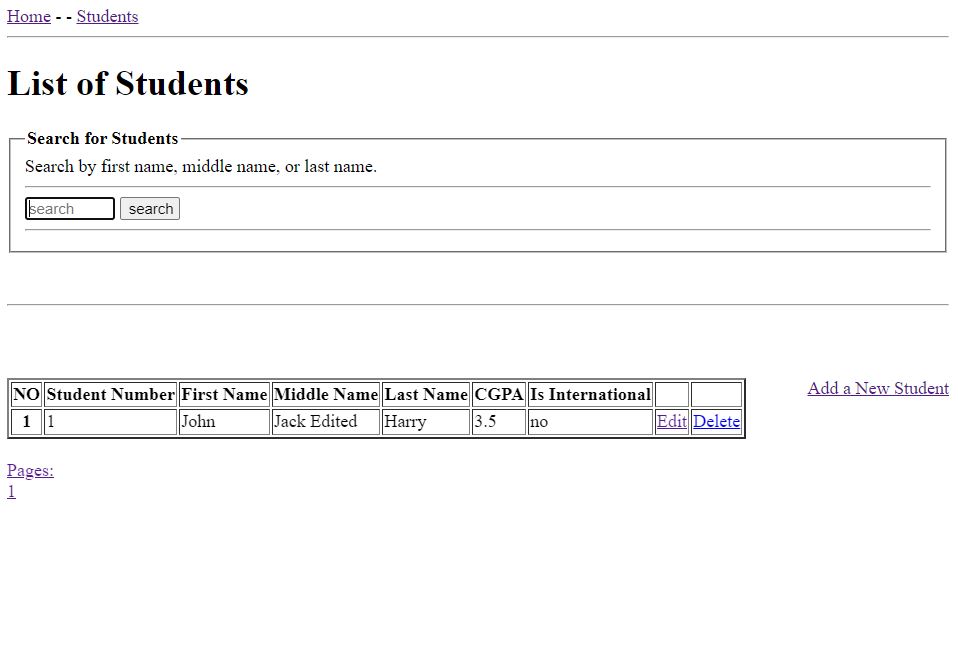 Home - - Students
List of Students
Search for Students
Search by first name, middle name, or last name.
search search
Add a New Student
NO Student Number First Name Middle Name Last Name CGPA Is International
1 1 John Jack Edited Harry 3.5 no Edit Delete
Pages:
1